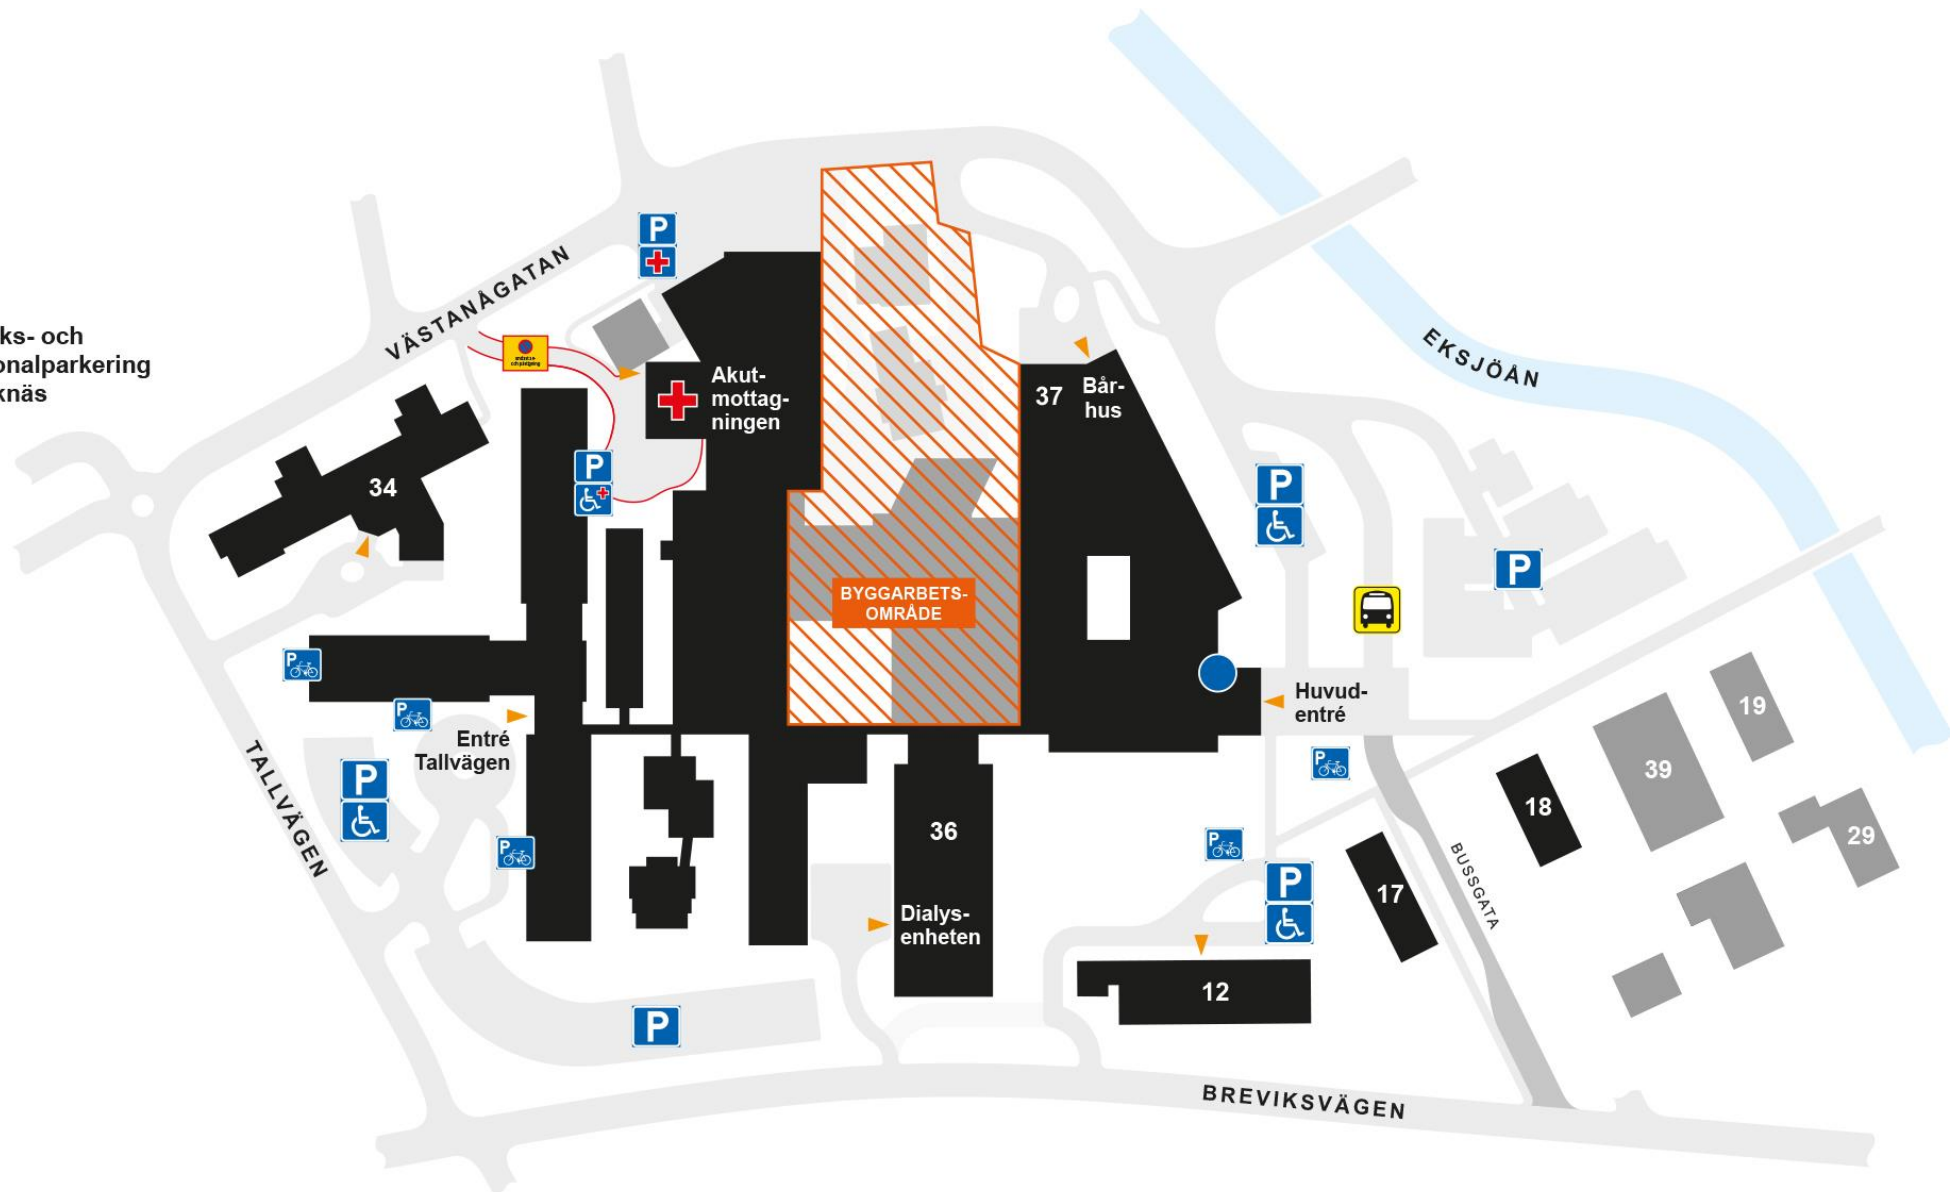 ks- och
onalparkering
knäs
VÄSTANÅGATAN
P
P
Akut-
mottag-
ningen
34
P
37
Bår-
hus
EKSJÖÅN
P
P
BYGGARBETS-
OMRÅDE
P
P
Entré
Tallvägen
Huvud-
entré
TALLVÄGEN
P
P
P
P
P
36
Dialys-
enheten
12
17
18
39
19
29
BUSSGATA
P
BREVIKSVÄGEN